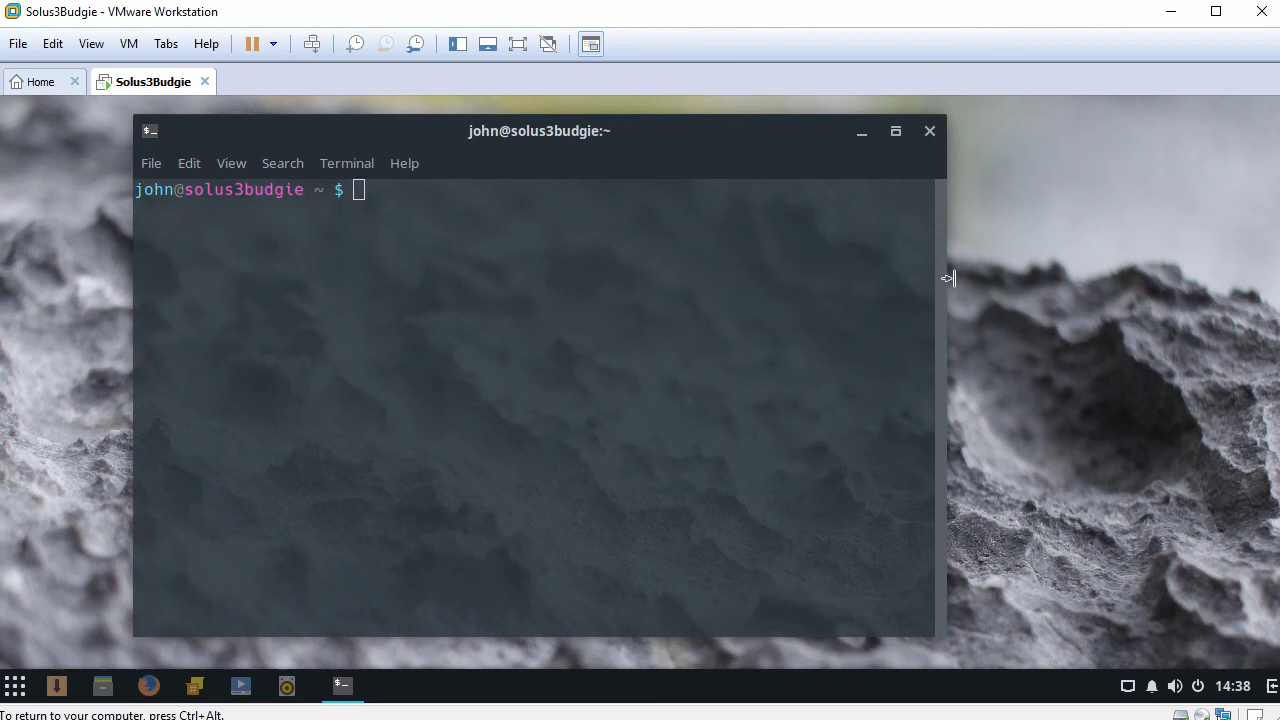 Solus3Budgie - VMware Workstation
File Edit View VM Tabs Help
Home Solus3Budgie
$_ john@solus3budgie:~
File Edit View Search Terminal Help
john@solus3budgie ~ $
$_ 14:38
To return to your computer, press Ctrl+Alt.